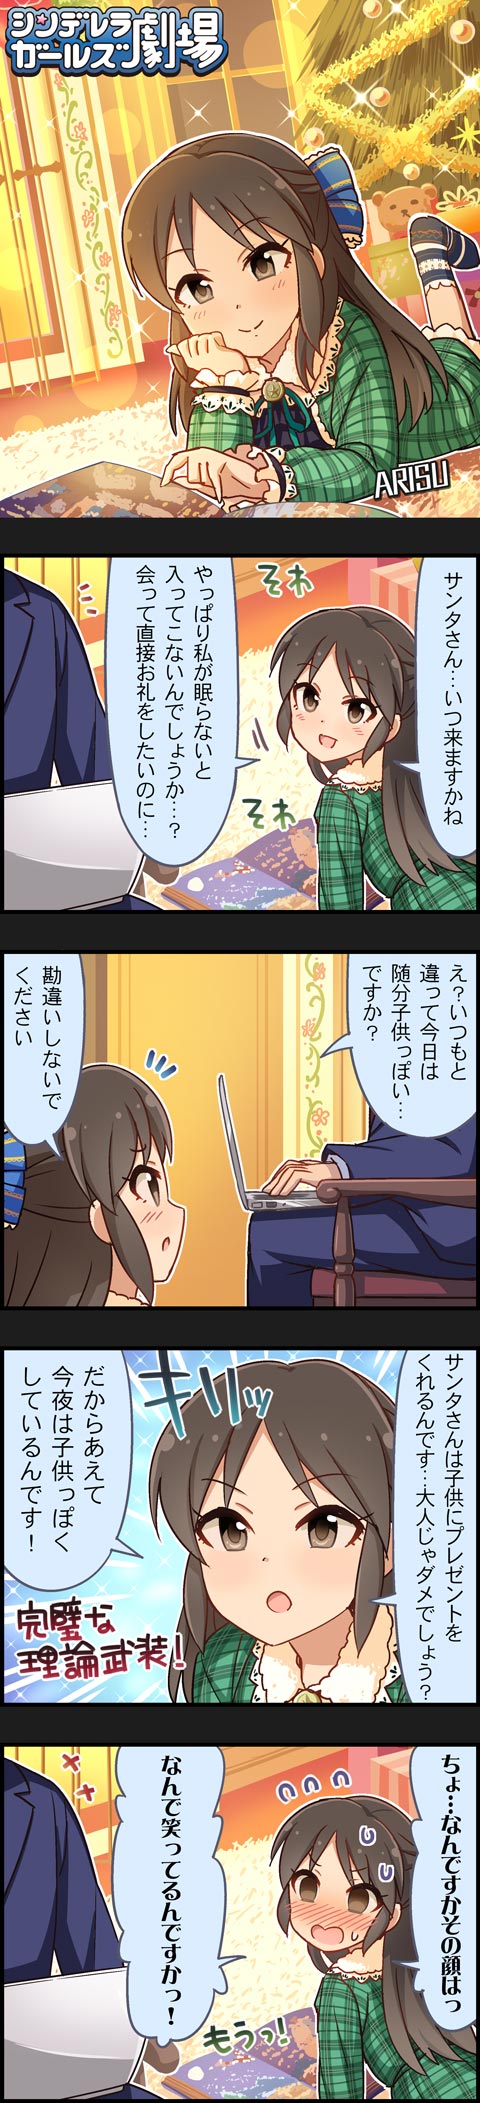 シンデレラ
ガールズ劇場
ARISU
サンタさん…いつ来ますかね
そわ
やっぱり私が眠らないと
入ってこないんでしょうか…?
会って直接お礼をしたいのに…
そわ
え?いつもと
違って今日は
随分子供っぽい…
ですか?
勘違いしないで
ください
サンタさんは子供にプレゼントを
くれるんです…大人じゃダメでしょう?
キリッ
だからあえて
今夜は子供っぽく
しているんです!
完璧な
理論武装!
ちょ…なんですかその顔はっ
なんで笑ってるんですかっ!
もうっ!